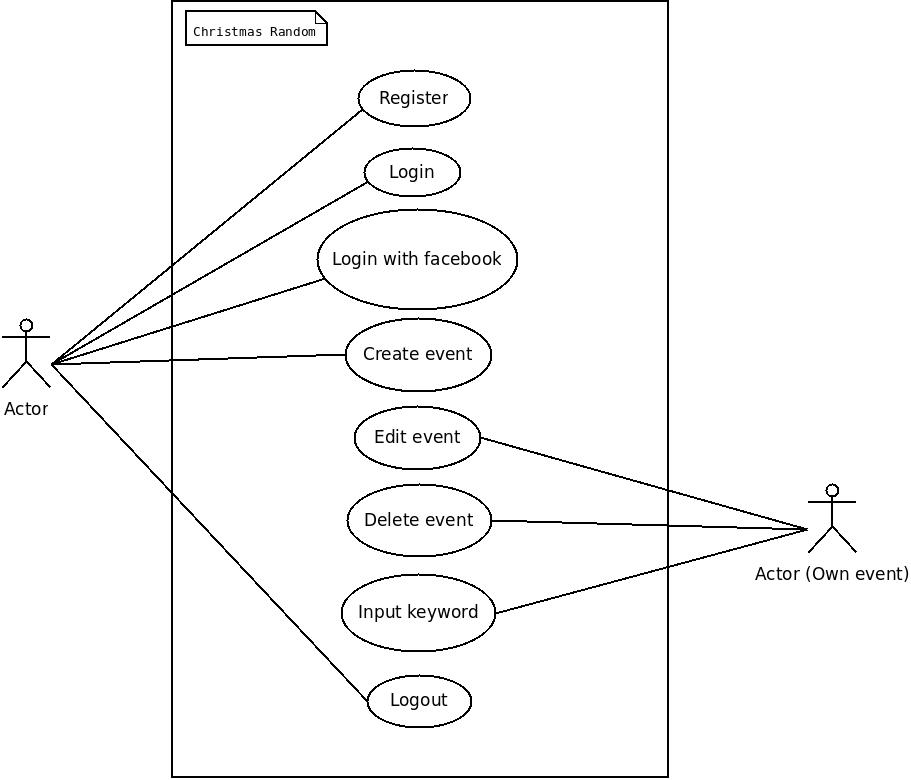 Christmas Random
Register
Login
Login with facebook
Create event
Actor
Edit event
Delete event
Actor (Own event)
Input keyword
Logout